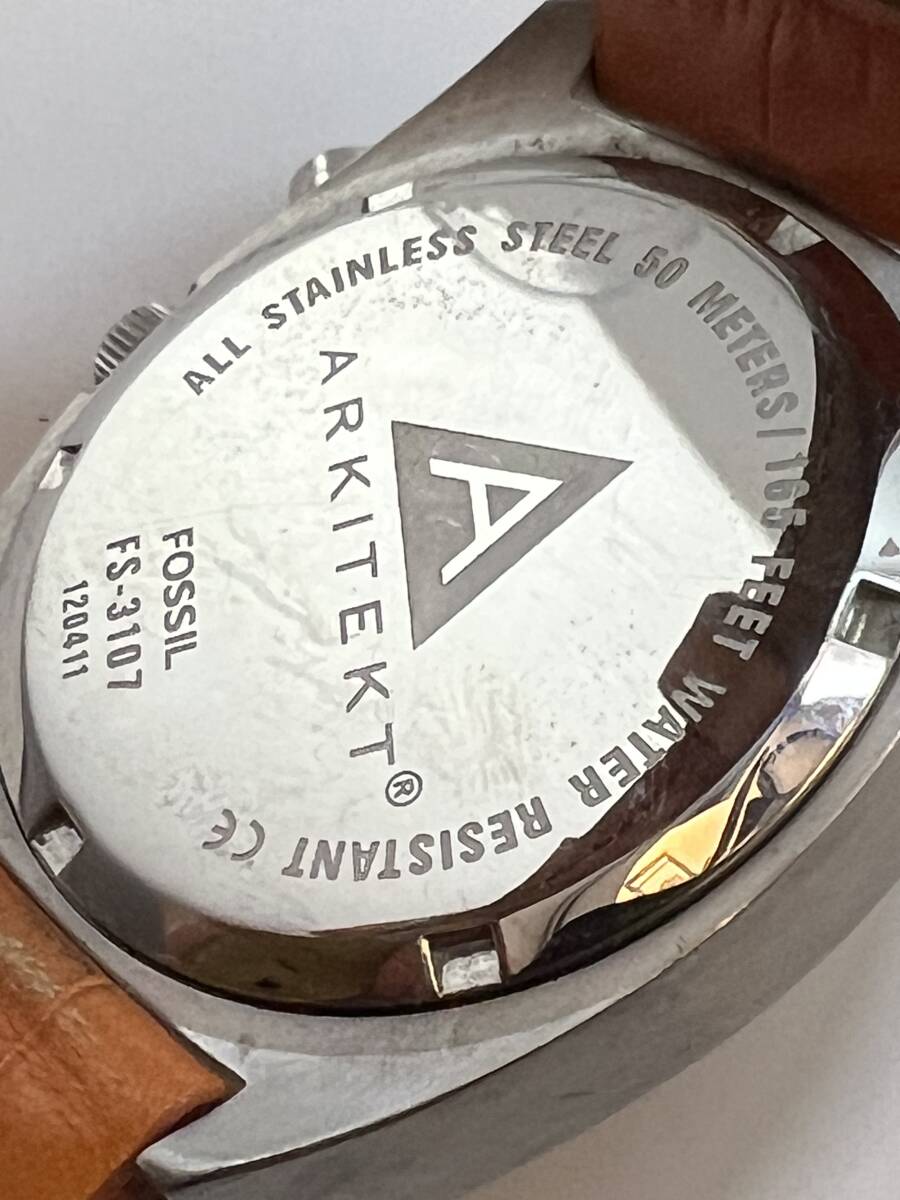 ALL STAINLESS STEEL 50 METERS | 165 FEET WATER RESISTANT CE
A
ARKITEKT®
FOSSIL
FS-3107
120411